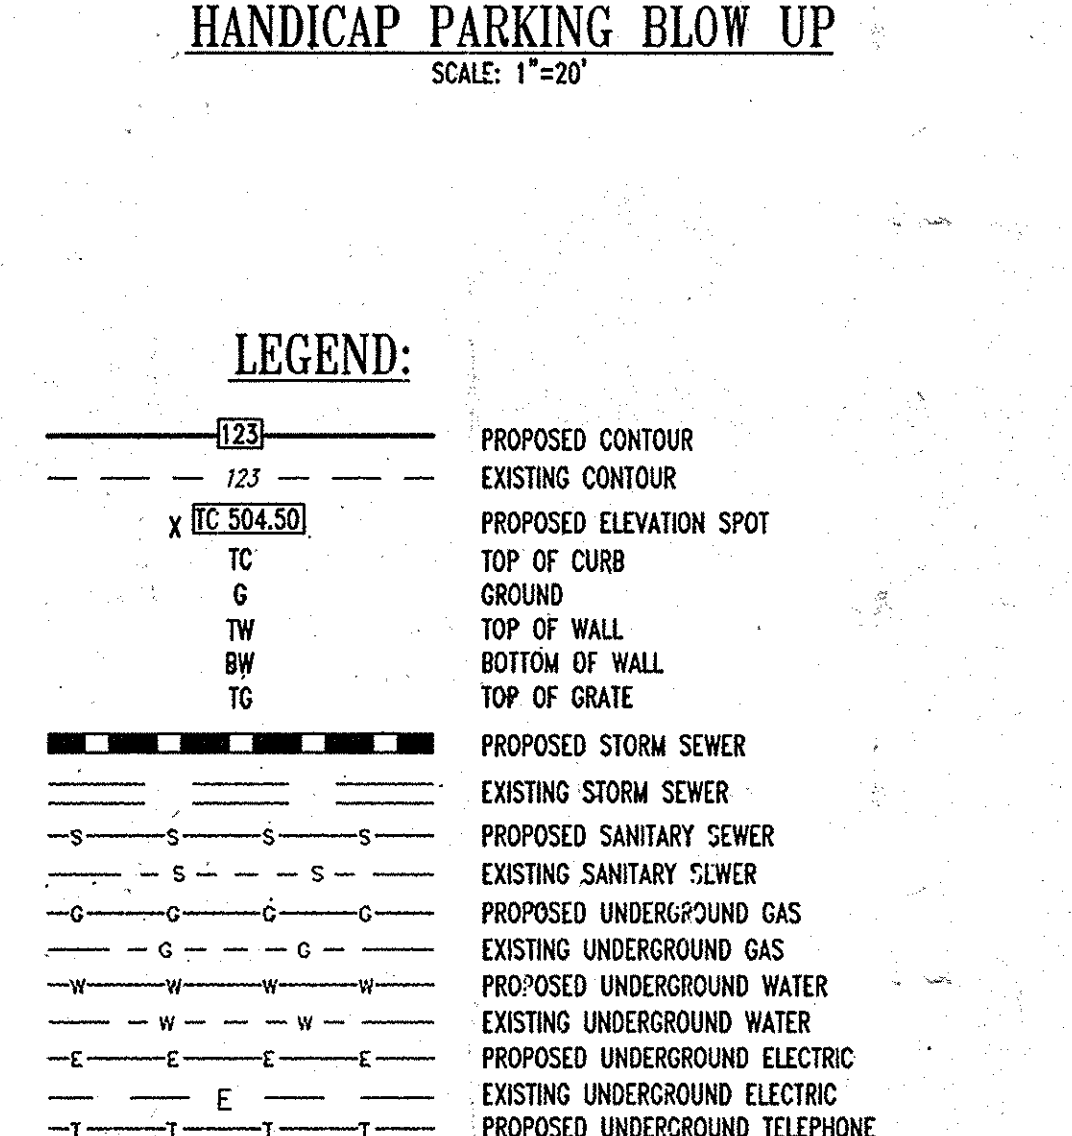 HANDICAP PARKING BLOW UP
SCALE: 1"=20'
LEGEND:
123 PROPOSED CONTOUR
123 EXISTING CONTOUR
X TC 504.50 PROPOSED ELEVATION SPOT
TC TOP OF CURB
G GROUND
TW TOP OF WALL
BW BOTTOM OF WALL
TG TOP OF GRATE
PROPOSED STORM SEWER
EXISTING STORM SEWER
S S S S PROPOSED SANITARY SEWER
S S EXISTING SANITARY SEWER
G G G G PROPOSED UNDERGROUND GAS
G G EXISTING UNDERGROUND GAS
W W W W PROPOSED UNDERGROUND WATER
W W EXISTING UNDERGROUND WATER
E E E E PROPOSED UNDERGROUND ELECTRIC
E EXISTING UNDERGROUND ELECTRIC
T T T T PROPOSED UNDERGROUND TELEPHONE